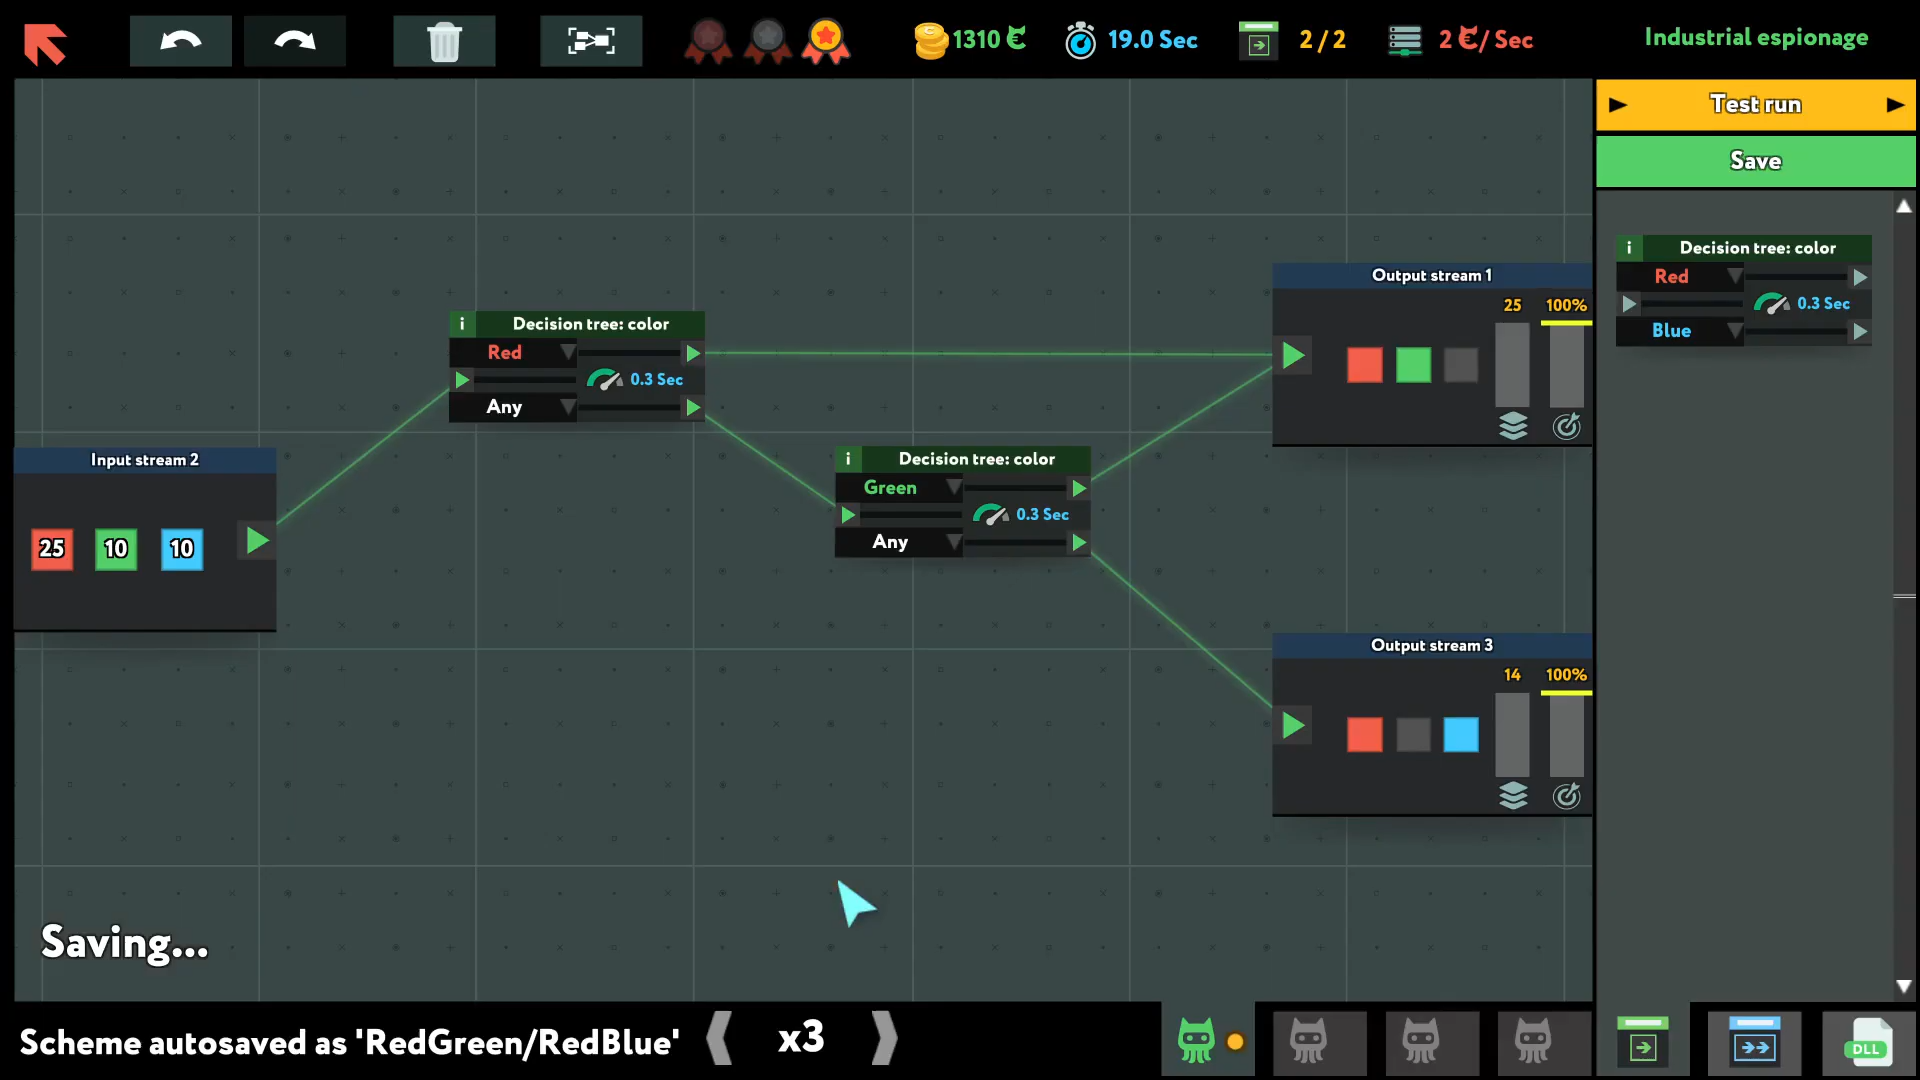 1310
19.0 Sec
2 / 2
2 / Sec
Industrial espionage
Test run
Save
i Decision tree: color
Red
0.3 Sec
Blue
i Decision tree: color
Red
0.3 Sec
Any
Input stream 2
25 10 10
i Decision tree: color
Green
0.3 Sec
Any
Output stream 1
25 100%
Output stream 3
14 100%
Saving...
Scheme autosaved as 'RedGreen/RedBlue'
x3
DLL